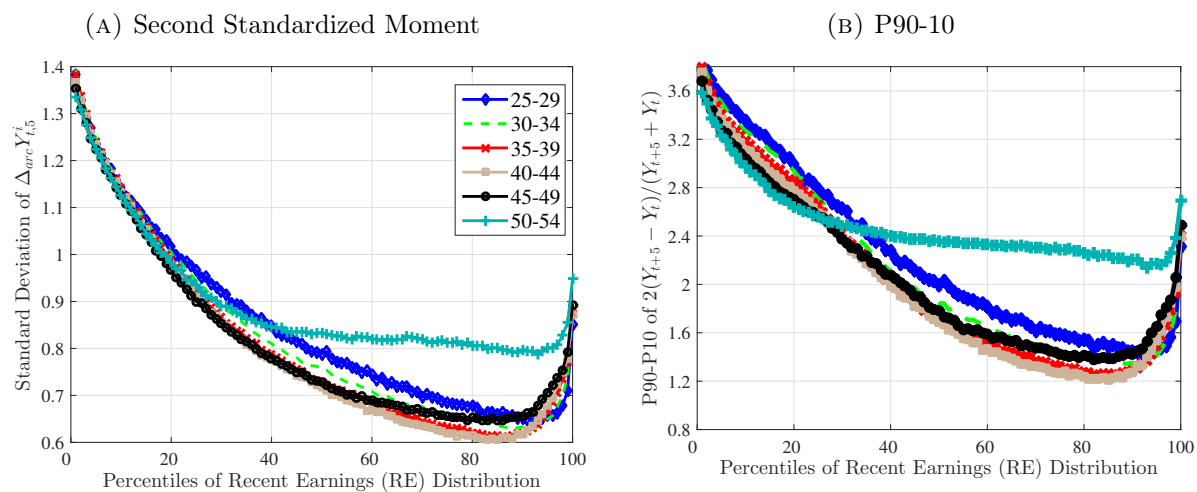 (A) Second Standardized Moment
Standard Deviation of Δ_arc Y^i_{t,5}
1.4
1.3
1.2
1.1
1
0.9
0.8
0.7
0.6
25-29
30-34
35-39
40-44
45-49
50-54
0 20 40 60 80 100
Percentiles of Recent Earnings (RE) Distribution
(B) P90-10
P90-P10 of 2(Y_{t+5} − Y_t)/(Y_{t+5} + Y_t)
3.6
3.2
2.8
2.4
2
1.6
1.2
0.8
0 20 40 60 80 100
Percentiles of Recent Earnings (RE) Distribution